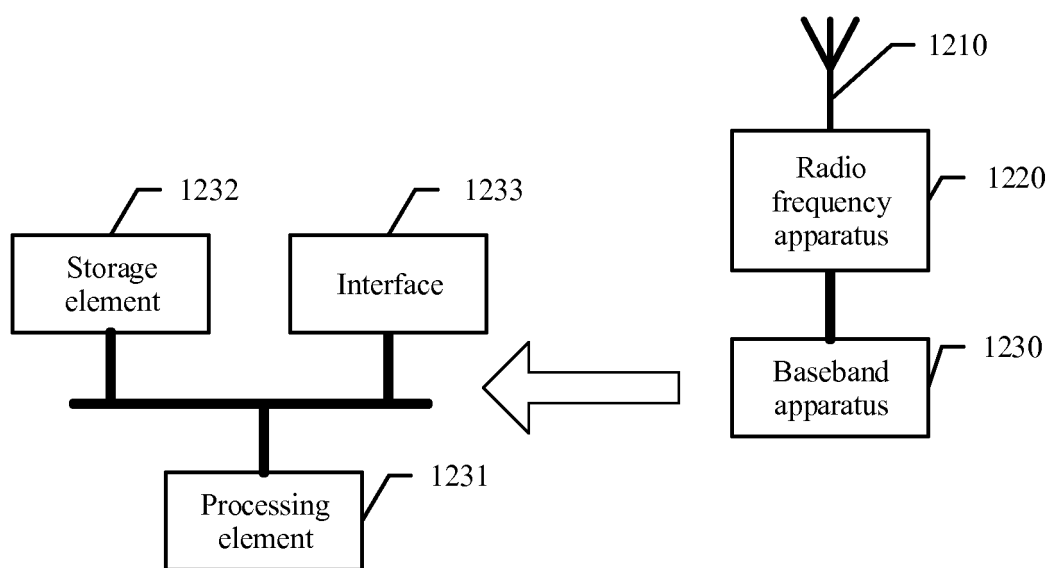 1210
Radio
frequency
apparatus
1220
1232
1233
Storage
element
Interface
1230
Baseband
apparatus
1231
Processing
element